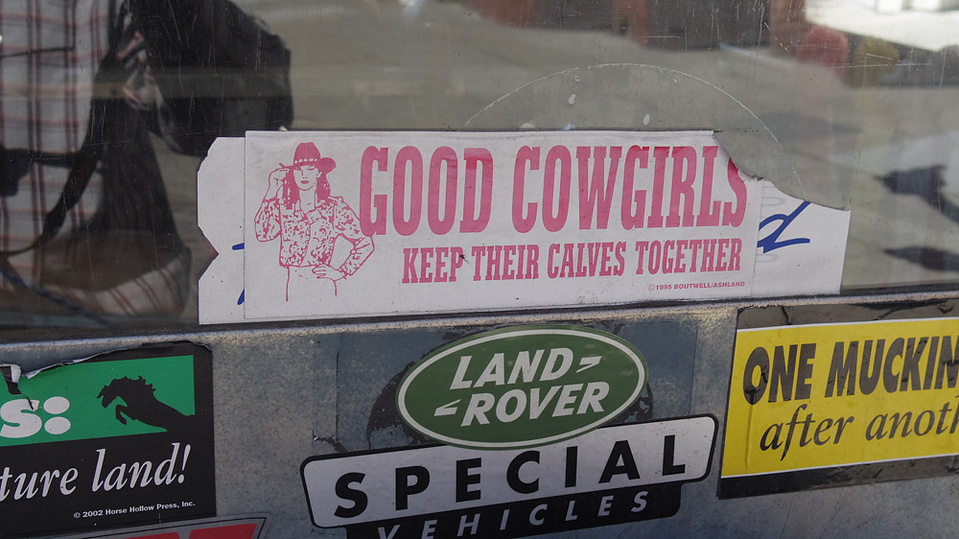 GOOD COWGIRLS
KEEP THEIR CALVES TOGETHER
©1995 BOUTWELL/ASHLAND
S:
ture land!
© 2002 Horse Hollow Press, Inc.
LAND-
-ROVER
SPECIAL
VEHICLES
ONE MUCKIN
after anoth